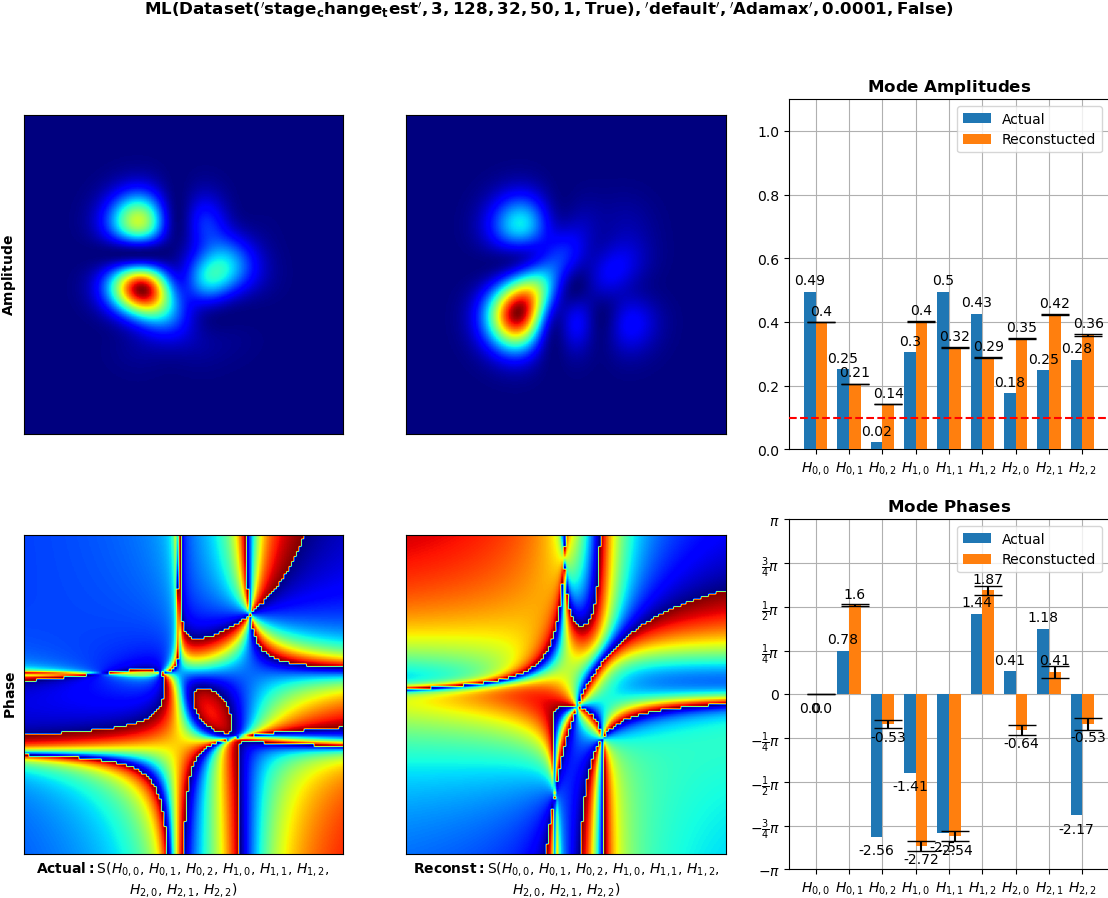 ML(Dataset('stage_change_test', 3, 128, 32, 50, 1, True), 'default', 'Adamax', 0.0001, False)
Amplitude
Mode Amplitudes
Actual
Reconstucted
1.0
0.8
0.6
0.4
0.2
0.0
0.49
0.4
0.25
0.21
0.02
0.14
0.3
0.4
0.5
0.32
0.43
0.29
0.18
0.35
0.25
0.42
0.28
0.36
H0,0 H0,1 H0,2 H1,0 H1,1 H1,2 H2,0 H2,1 H2,2
Phase
Actual:S(H0,0, H0,1, H0,2, H1,0, H1,1, H1,2,
H2,0, H2,1, H2,2)
Reconst:S(H0,0, H0,1, H0,2, H1,0, H1,1, H1,2,
H2,0, H2,1, H2,2)
Mode Phases
Actual
Reconstucted
π
3/4π
1/2π
1/4π
0
−1/4π
−1/2π
−3/4π
−π
0.0
0.0
0.78
1.6
-2.56
-0.53
-1.41
-2.72
-2.54
1.44
1.87
0.41
-0.64
1.18
0.41
-2.17
-0.53
H0,0 H0,1 H0,2 H1,0 H1,1 H1,2 H2,0 H2,1 H2,2